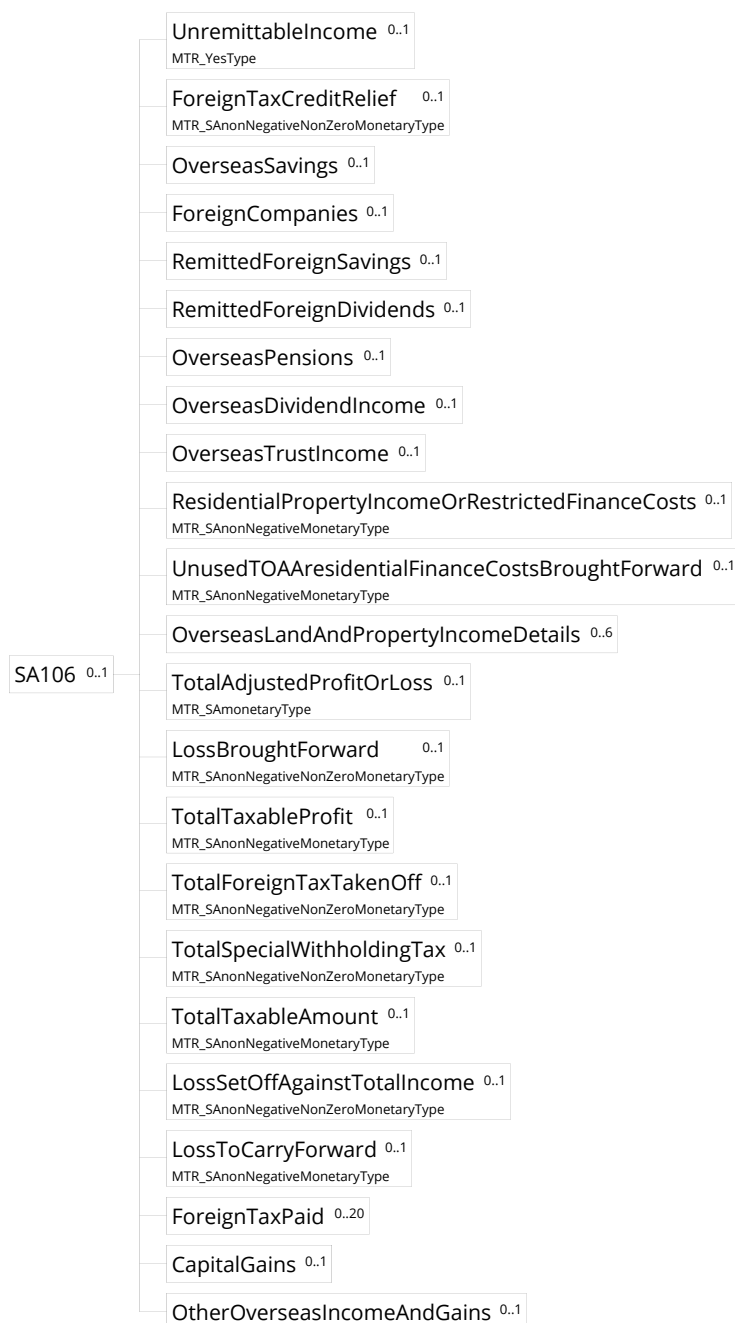 UnremittableIncome 0..1
MTR_YesType
ForeignTaxCreditRelief 0..1
MTR_SAnonNegativeNonZeroMonetaryType
OverseasSavings 0..1
ForeignCompanies 0..1
RemittedForeignSavings 0..1
RemittedForeignDividends 0..1
OverseasPensions 0..1
OverseasDividendIncome 0..1
OverseasTrustIncome 0..1
ResidentialPropertyIncomeOrRestrictedFinanceCosts 0..1
MTR_SAnonNegativeMonetaryType
UnusedTOAAresidentialFinanceCostsBroughtForward 0..1
MTR_SAnonNegativeMonetaryType
OverseasLandAndPropertyIncomeDetails 0..6
SA106 0..1
TotalAdjustedProfitOrLoss 0..1
MTR_SAmonetaryType
LossBroughtForward 0..1
MTR_SAnonNegativeNonZeroMonetaryType
TotalTaxableProfit 0..1
MTR_SAnonNegativeMonetaryType
TotalForeignTaxTakenOff 0..1
MTR_SAnonNegativeNonZeroMonetaryType
TotalSpecialWithholdingTax 0..1
MTR_SAnonNegativeNonZeroMonetaryType
TotalTaxableAmount 0..1
MTR_SAnonNegativeMonetaryType
LossSetOffAgainstTotalIncome 0..1
MTR_SAnonNegativeNonZeroMonetaryType
LossToCarryForward 0..1
MTR_SAnonNegativeMonetaryType
ForeignTaxPaid 0..20
CapitalGains 0..1
OtherOverseasIncomeAndGains 0..1